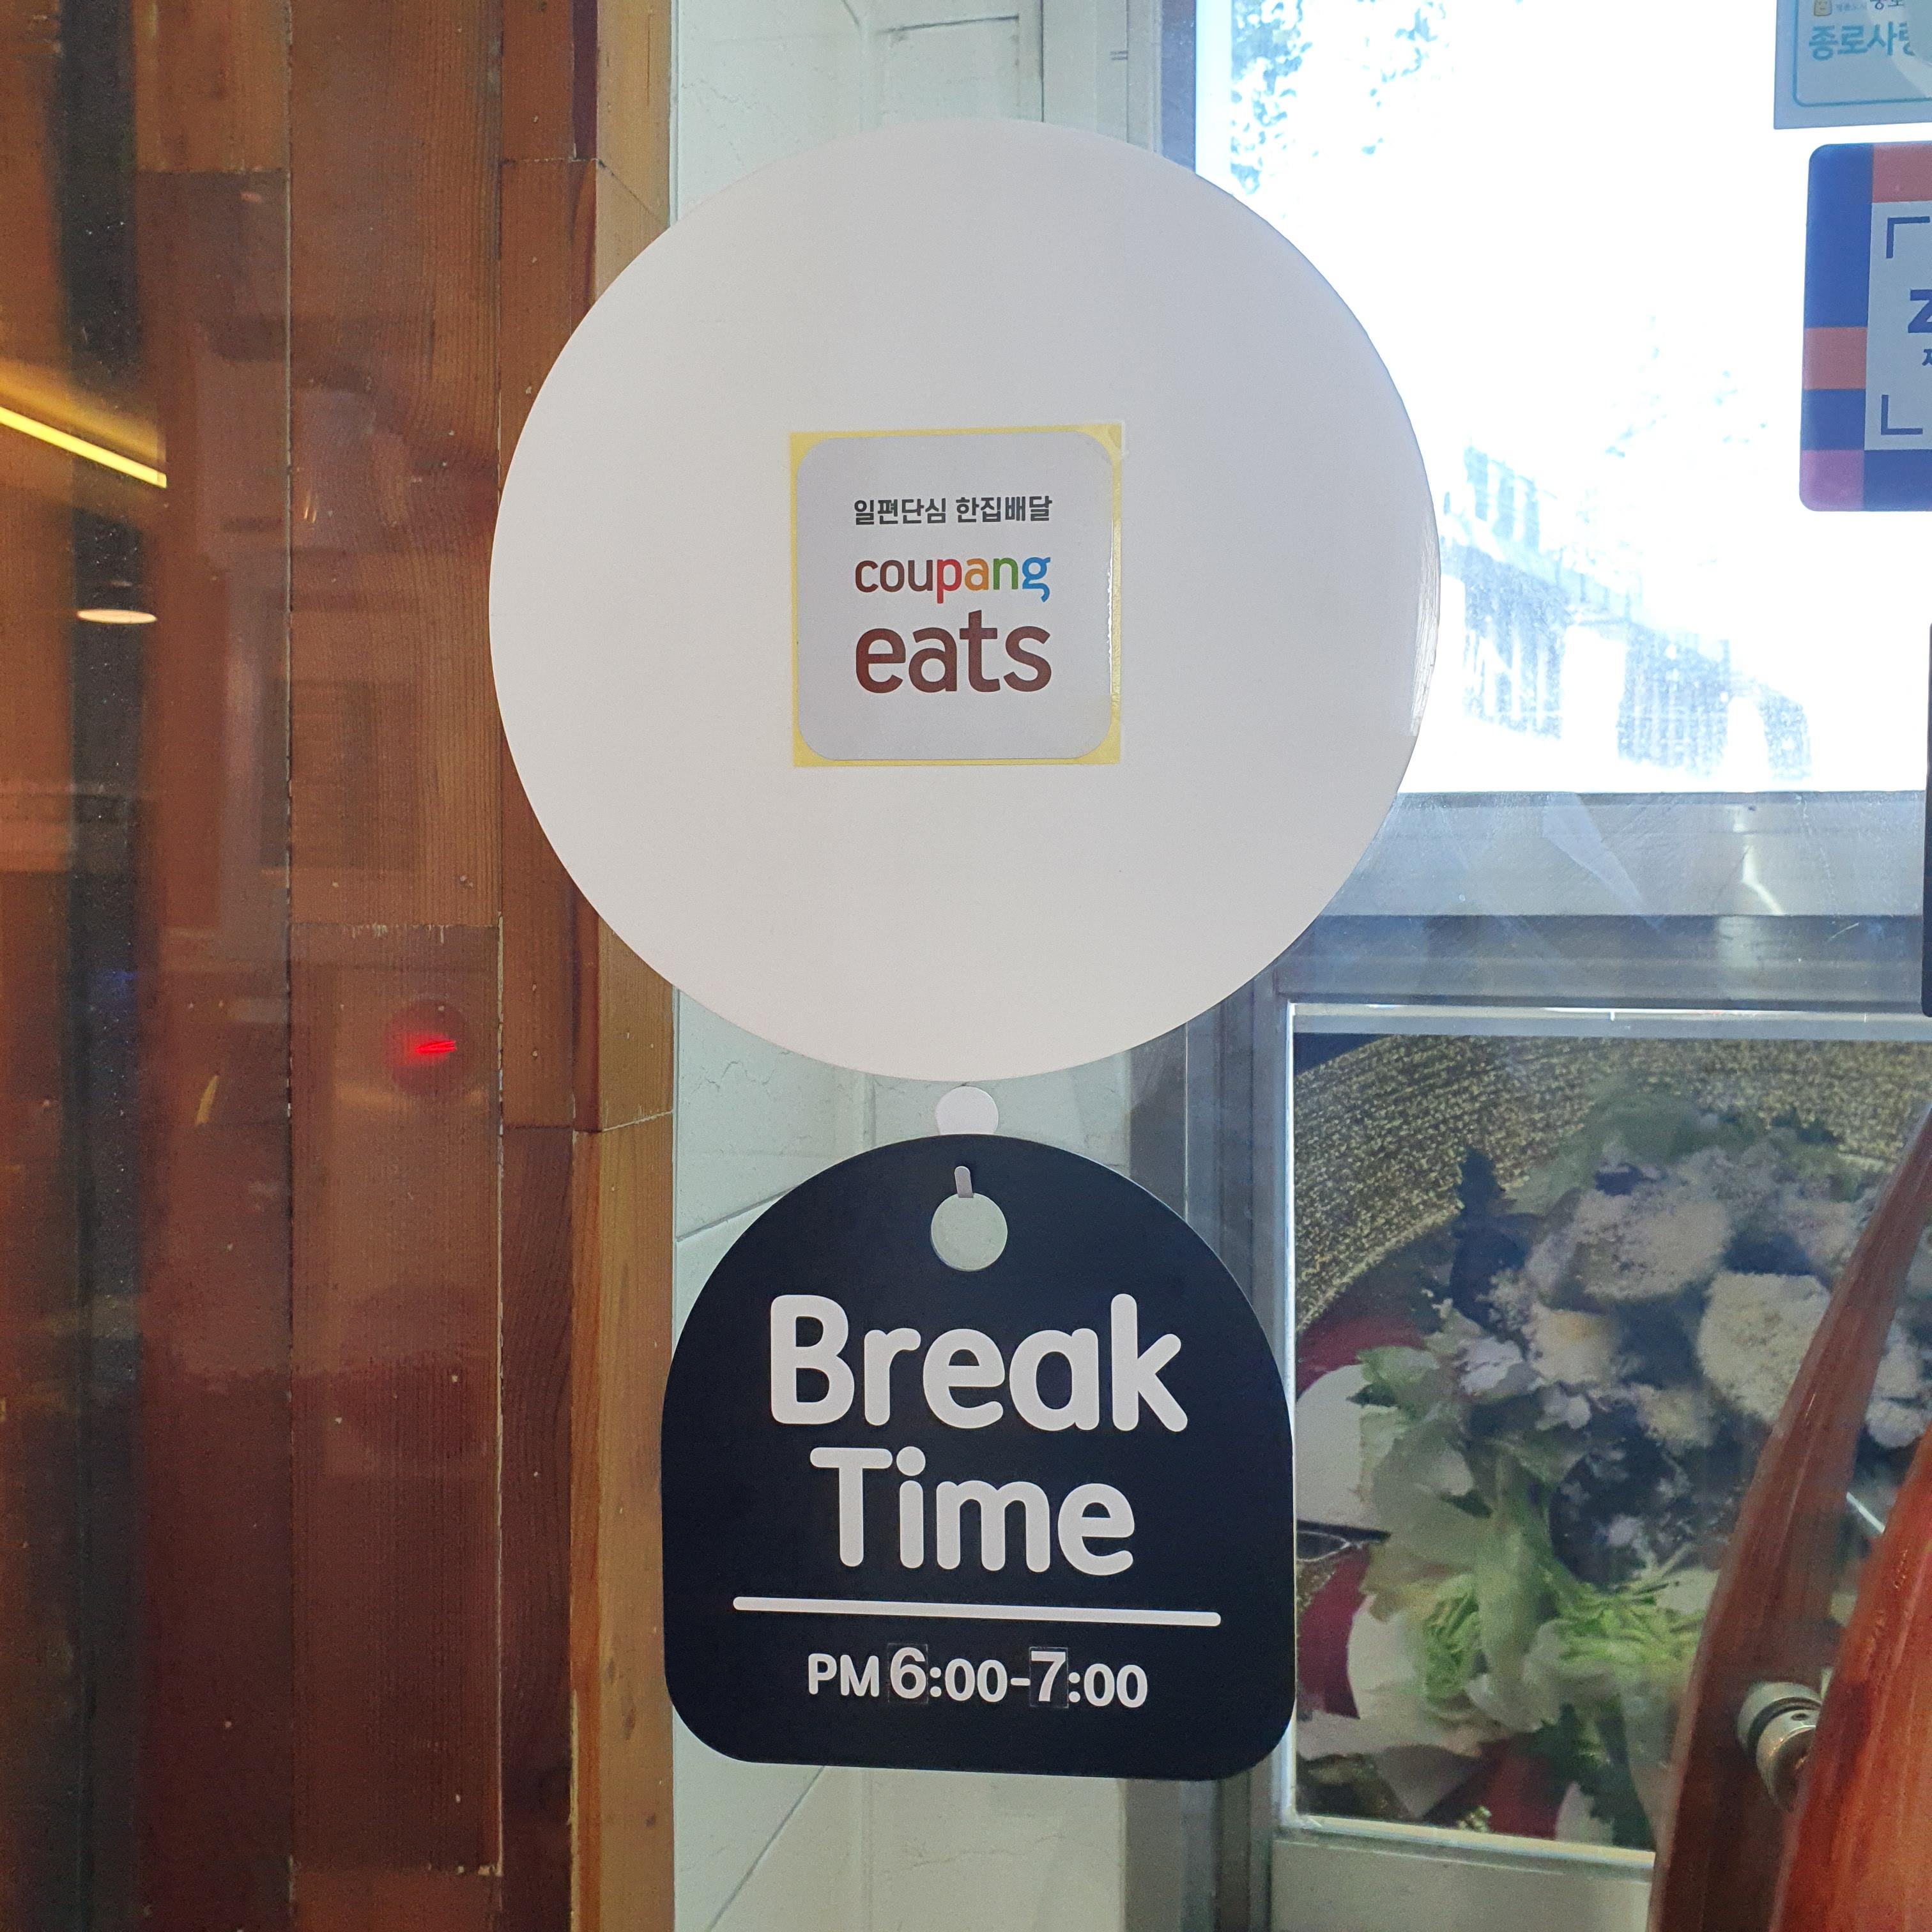 종로사랑
일편단심 한집배달
coupang
eats
Break
Time
PM 6:00-7:00